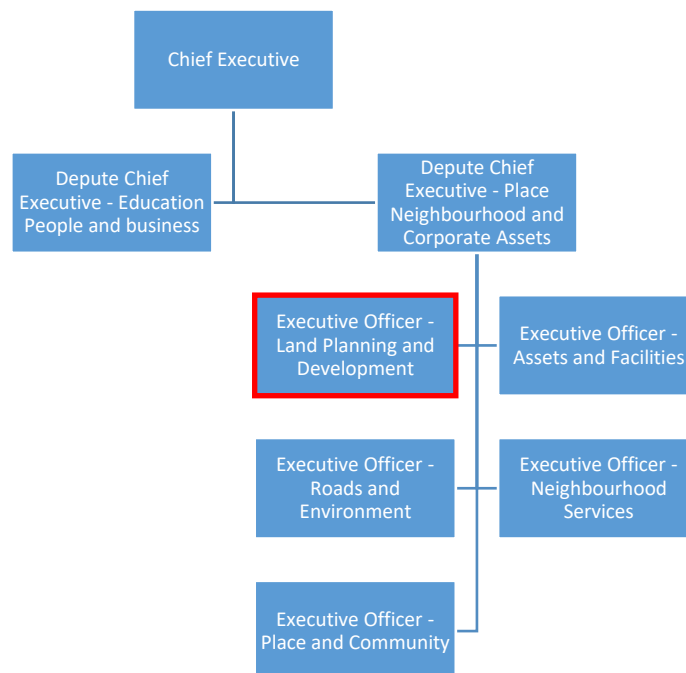 Chief Executive
Depute Chief
Executive - Education
People and business
Depute Chief
Executive - Place
Neighbourhood and
Corporate Assets
Executive Officer -
Land Planning and
Development
Executive Officer -
Assets and Facilities
Executive Officer -
Roads and
Environment
Executive Officer -
Neighbourhood
Services
Executive Officer -
Place and Community